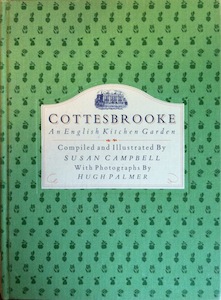 COTTESBROOKE
An English Kitchen Garden
Compiled and Illustrated By
SUSAN CAMPBELL
With Photographs By
HUGH PALMER